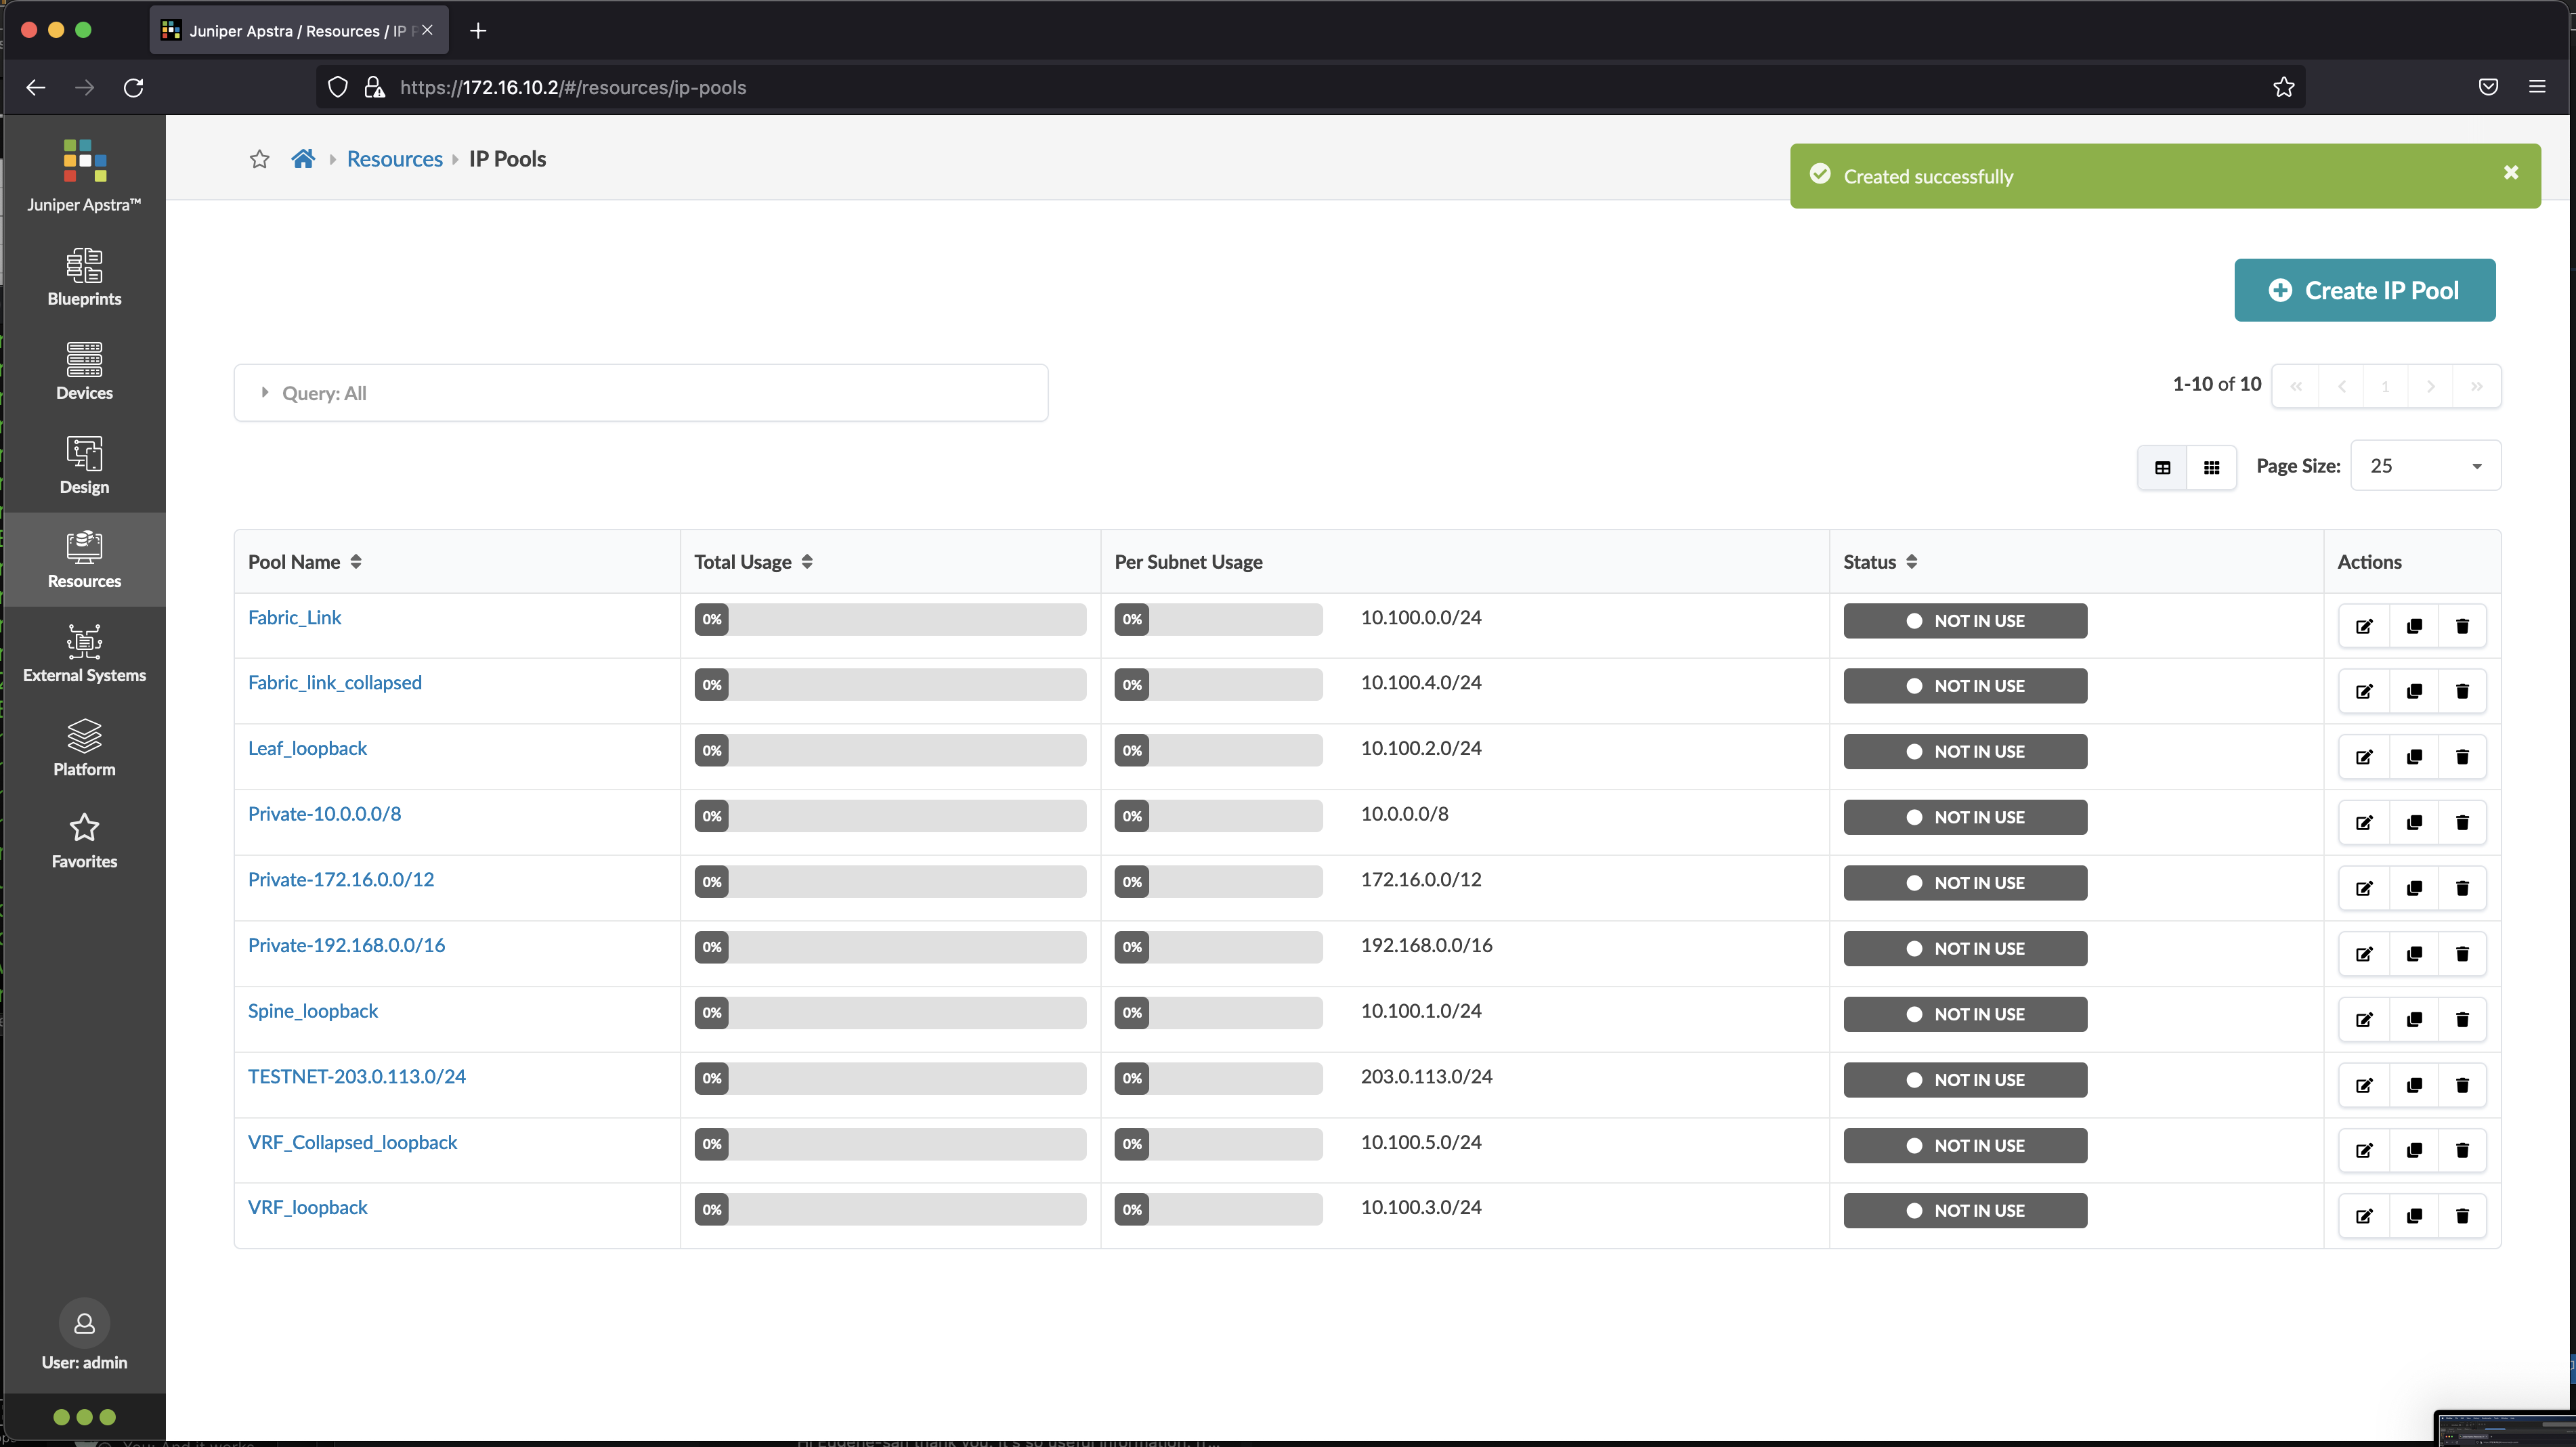 Juniper Apstra / Resources / IP P
https://172.16.10.2/#/resources/ip-pools
Juniper Apstra™
Blueprints
Devices
Design
Resources
External Systems
Platform
Favorites
User: admin
Resources IP Pools
Created successfully
Create IP Pool
Query: All
1-10 of 10 « ‹ 1 › »
Page Size: 25
Pool Name Total Usage Per Subnet Usage Status Actions
Fabric_Link 0% 0% 10.100.0.0/24 NOT IN USE
Fabric_link_collapsed 0% 0% 10.100.4.0/24 NOT IN USE
Leaf_loopback 0% 0% 10.100.2.0/24 NOT IN USE
Private-10.0.0.0/8 0% 0% 10.0.0.0/8 NOT IN USE
Private-172.16.0.0/12 0% 0% 172.16.0.0/12 NOT IN USE
Private-192.168.0.0/16 0% 0% 192.168.0.0/16 NOT IN USE
Spine_loopback 0% 0% 10.100.1.0/24 NOT IN USE
TESTNET-203.0.113.0/24 0% 0% 203.0.113.0/24 NOT IN USE
VRF_Collapsed_loopback 0% 0% 10.100.5.0/24 NOT IN USE
VRF_loopback 0% 0% 10.100.3.0/24 NOT IN USE